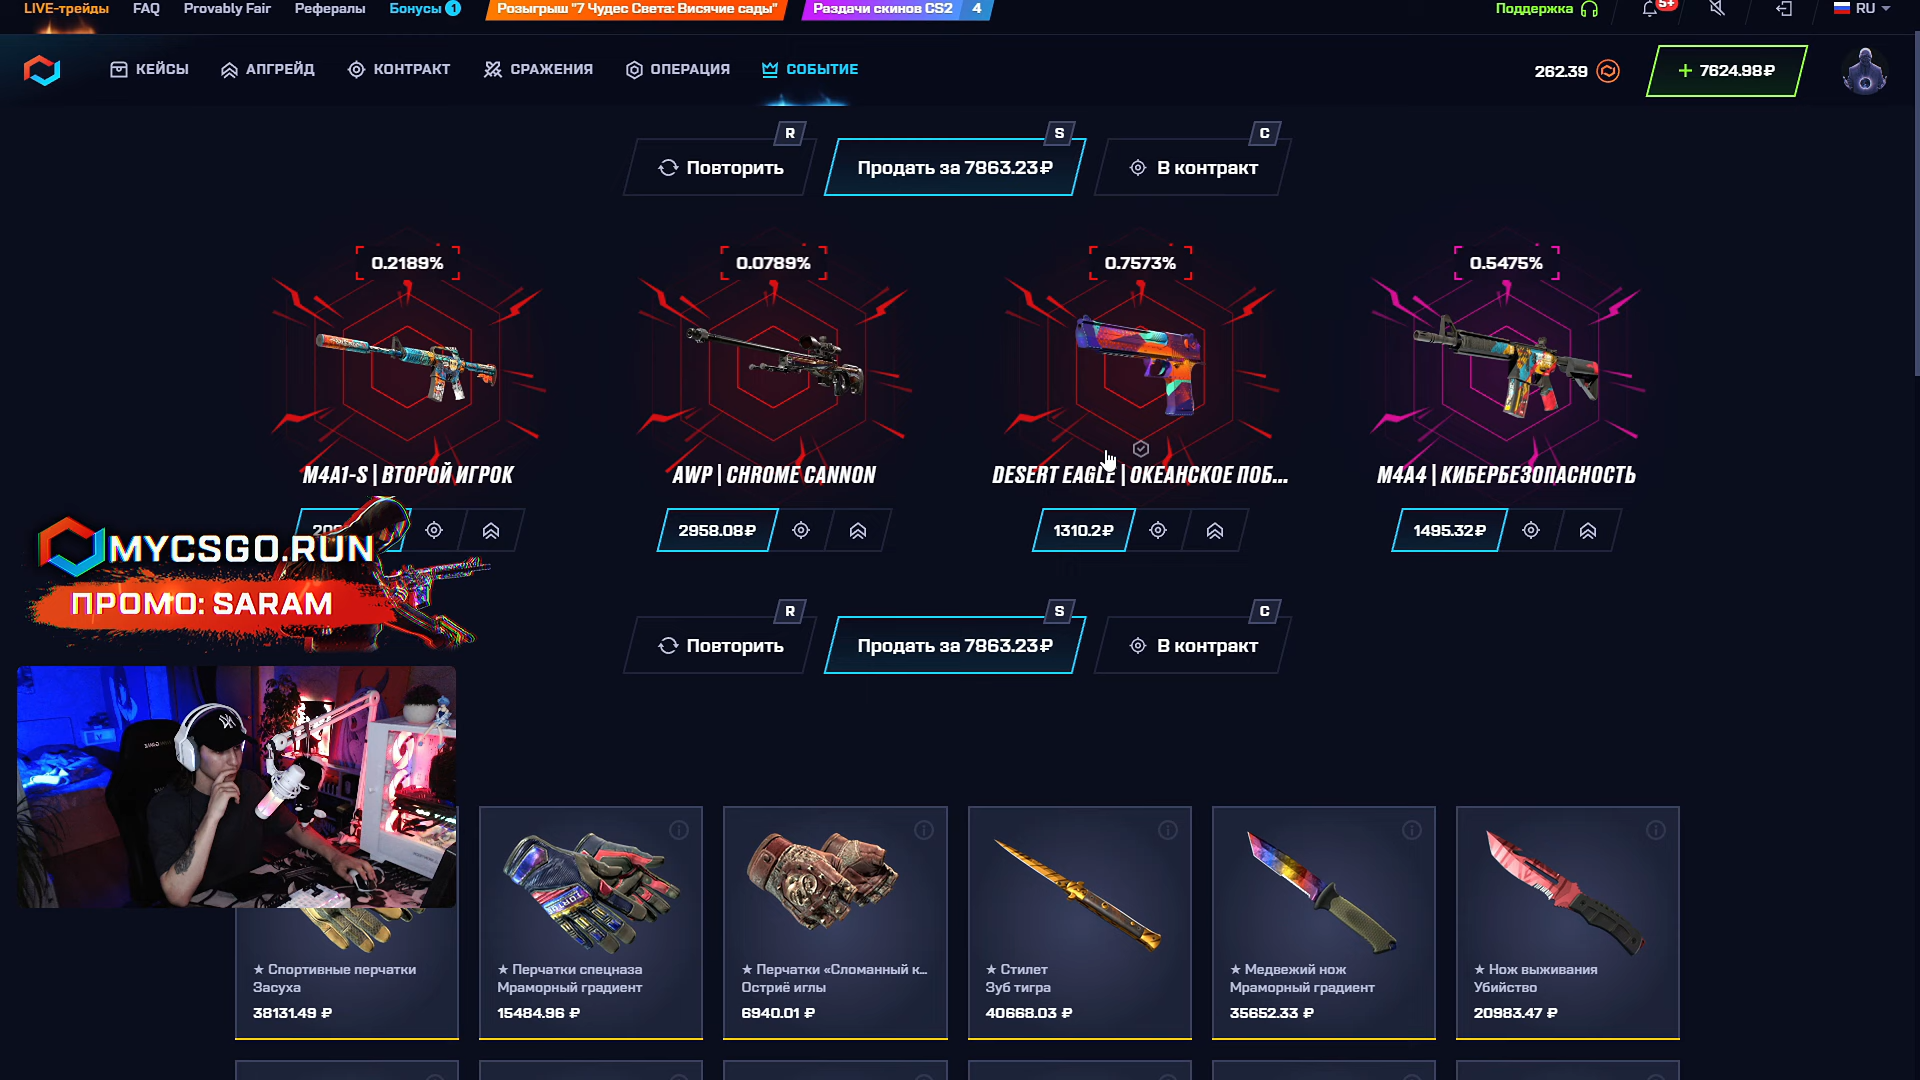 LIVE-трейды FAQ Provably Fair Рефералы Бонусы 1 Розыгрыш "7 Чудес Света: Висячие сады" Раздачи скинов CS2 4 Поддержка 5+ RU
КЕЙСЫ АПГРЕЙД КОНТРАКТ СРАЖЕНИЯ ОПЕРАЦИЯ СОБЫТИЕ 262.39 + 7624.98₽
R S C
Повторить Продать за 7863.23₽ В контракт
0.2189% 0.0789% 0.7573% 0.5475%
M4A1-S | ВТОРОЙ ИГРОК AWP | CHROME CANNON DESERT EAGLE | ОКЕАНСКОЕ ПОБ... M4A4 | КИБЕРБЕЗОПАСНОСТЬ
2958.08₽ 1310.2₽ 1495.32₽
MYCSGO.RUN
ПРОМО: SARAM
R S C
Повторить Продать за 7863.23₽ В контракт
★ Спортивные перчатки
Засуха
38131.49 ₽
★ Перчатки спецназа
Мраморный градиент
15484.96 ₽
★ Перчатки «Сломанный к...
Остриё иглы
6940.01 ₽
★ Стилет
Зуб тигра
40668.03 ₽
★ Медвежий нож
Мраморный градиент
35652.33 ₽
★ Нож выживания
Убийство
20983.47 ₽